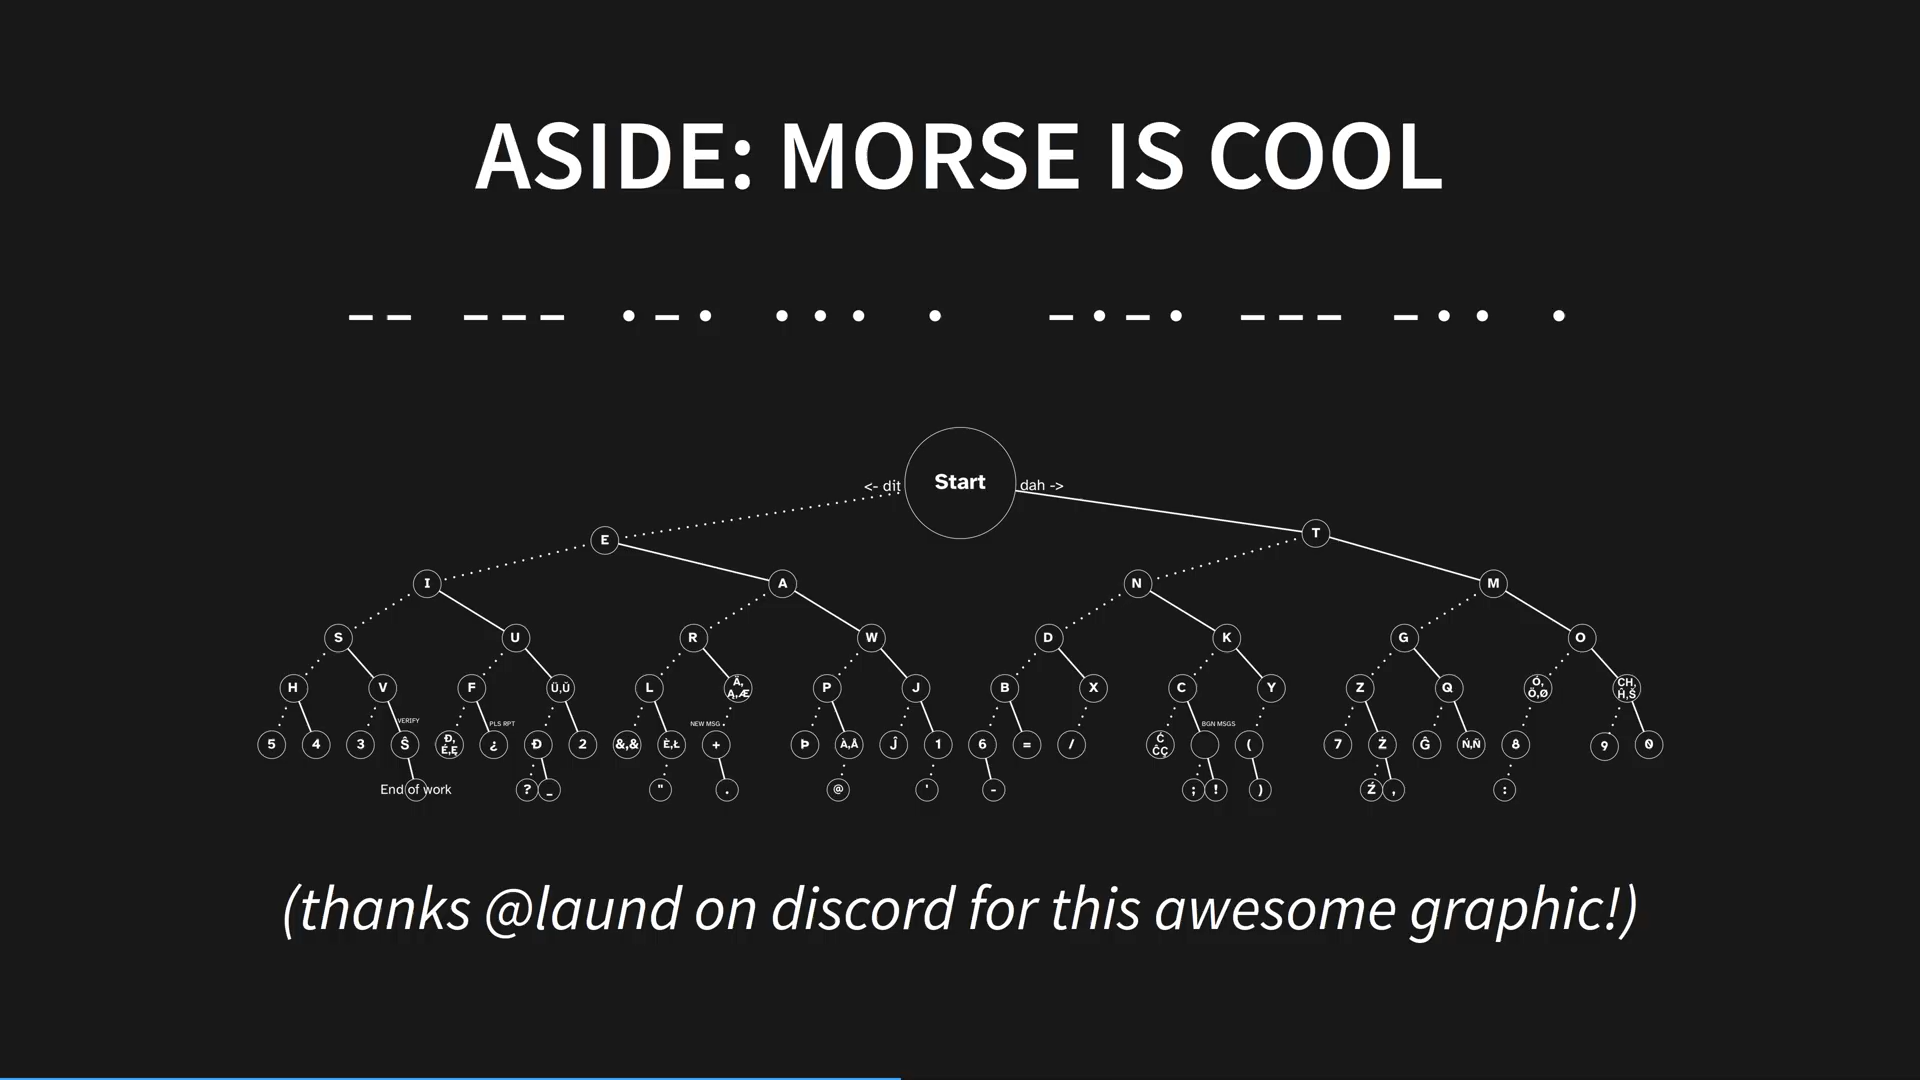 ASIDE: MORSE IS COOL
−− −−− •−• ••• • −•−• −−− −•• •
Start
<- dit dah ->
E T
I A N M
S U R W D K G O
H V F Ü,Ŭ L Ä, Ą,Æ P J B X C Y Z Q Ó, Ö,Ø CH, Ĥ,Š
VERIFY PLS RPT NEW MSG BGN MSGS
5 4 3 Ŝ Đ, É,Ę ¿ Ð 2 &,& È,Ł + Þ À,Å Ĵ 1 6 = / Ć ĈÇ ( 7 Ż Ĝ Ń,Ñ 8 9 0
End of work ? _ " . @ ' - ; ! ) Ź , :
(thanks @laund on discord for this awesome graphic!)